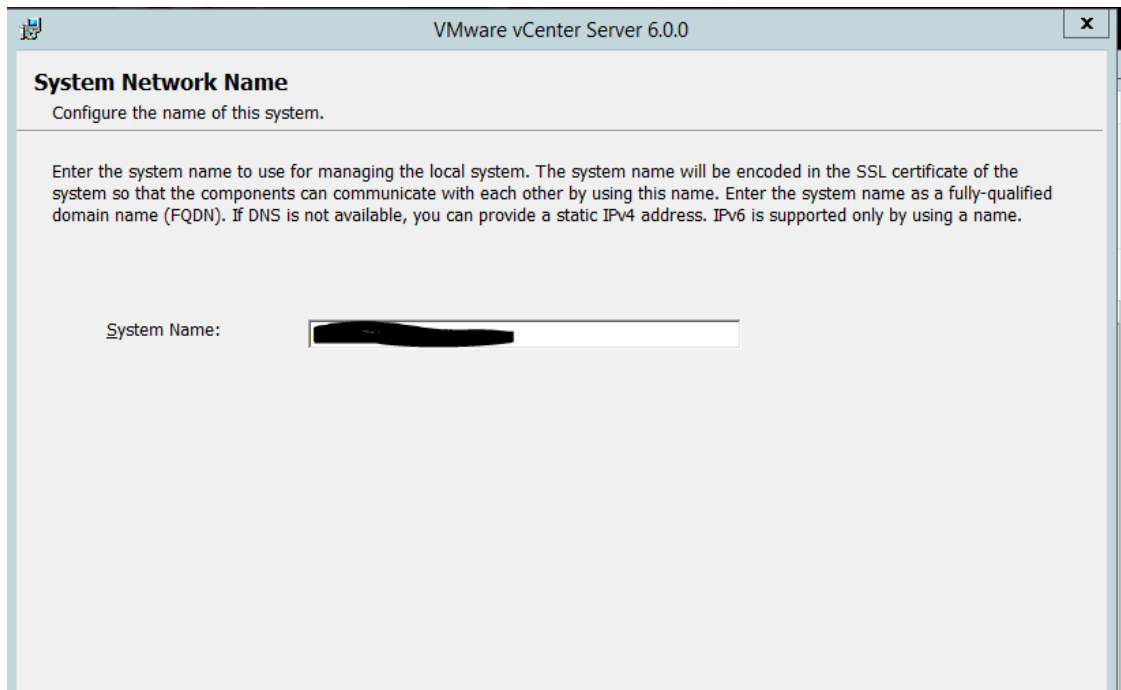 VMware vCenter Server 6.0.0
x
System Network Name
Configure the name of this system.
Enter the system name to use for managing the local system. The system name will be encoded in the SSL certificate of the
system so that the components can communicate with each other by using this name. Enter the system name as a fully-qualified
domain name (FQDN). If DNS is not available, you can provide a static IPv4 address. IPv6 is supported only by using a name.
System Name: